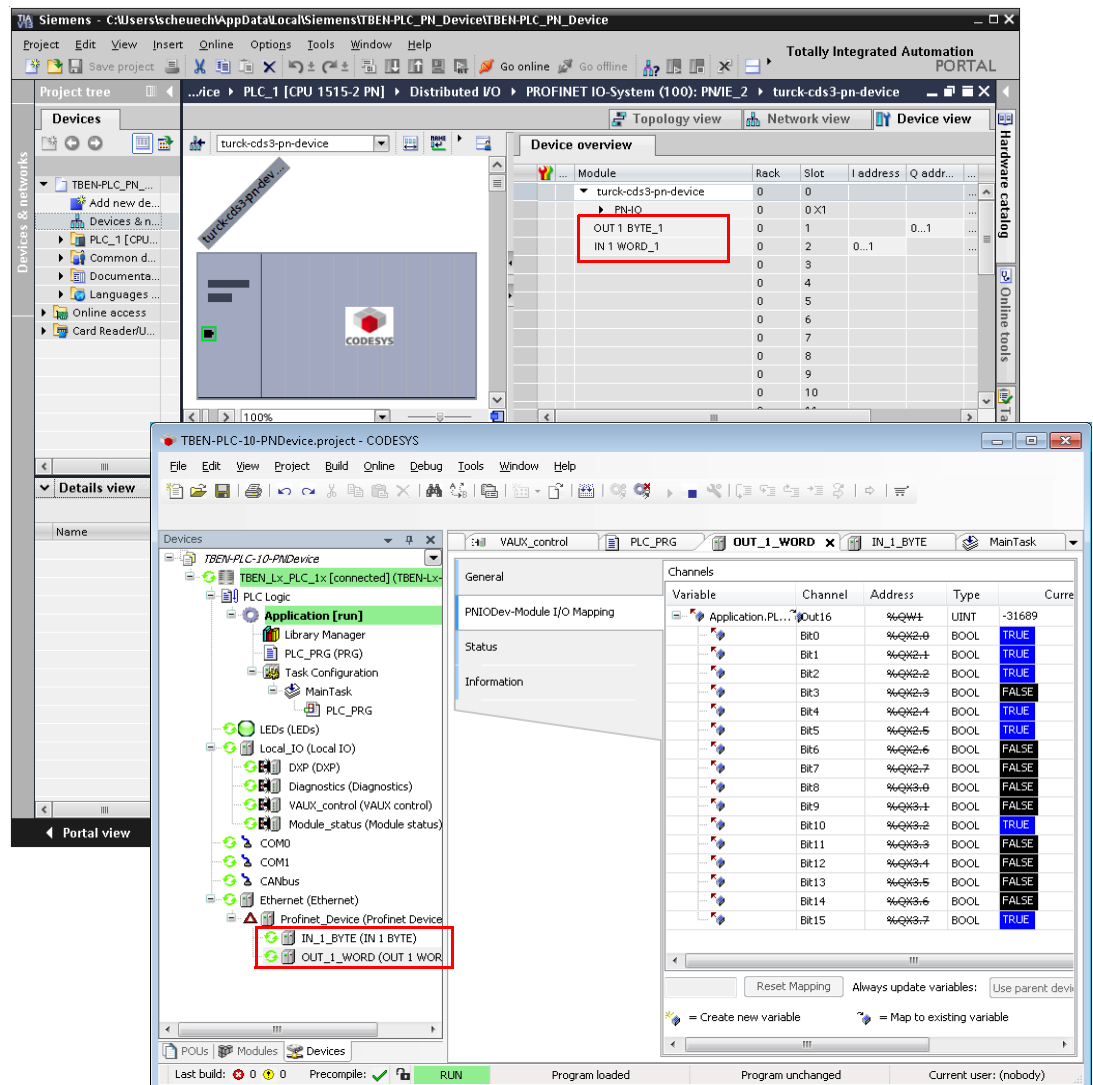 Siemens - C:\Users\scheuech\AppData\Local\Siemens\TBEN-PLC_PN_Device\TBEN-PLC_PN_Device
Project Edit View Insert Online Options Tools Window Help
Totally Integrated Automation
PORTAL
Save project Go online Go offline
Project tree
...ice PLC_1 [CPU 1515-2 PN] Distributed I/O PROFINET IO-System (100): PN/IE_2 turck-cds3-pn-device
Devices
Topology view Network view Device view
turck-cds3-pn-device
Device overview
... Module Rack Slot I address Q addr... ...
turck-cds3-pn-device 0 0 ...
PN-IO 0 0 X1 ...
OUT 1 BYTE_1 0 1 0...1 ...
IN 1 WORD_1 0 2 0...1 ...
0 3
0 4
0 5
0 6
0 7
0 8
0 9
0 10
turck-cds3-pn-dev...
CODESYS
100%
Devices & networks
TBEN-PLC_PN_...
Add new de...
Devices & n...
PLC_1 [CPU...
Common d...
Documenta...
Languages ...
Online access
Card Reader/U...
Hardware catalog
Online tools
Ta
Details view
Name
Portal view
TBEN-PLC-10-PNDevice.project - CODESYS
File Edit View Project Build Online Debug Tools Window Help
Devices
TBEN-PLC-10-PNDevice
TBEN_Lx_PLC_1x [connected] (TBEN-Lx-
PLC Logic
Application [run]
Library Manager
PLC_PRG (PRG)
Task Configuration
MainTask
PLC_PRG
LEDs (LEDs)
Local_IO (Local IO)
DXP (DXP)
Diagnostics (Diagnostics)
VAUX_control (VAUX control)
Module_status (Module status)
COM0
COM1
CANbus
Ethernet (Ethernet)
Profinet_Device (Profinet Device
IN_1_BYTE (IN 1 BYTE)
OUT_1_WORD (OUT 1 WOR
POUs Modules Devices
VAUX_control PLC_PRG OUT_1_WORD IN_1_BYTE MainTask
General
PNIODev-Module I/O Mapping
Status
Information
Channels
Variable Channel Address Type Curre
Application.PL... Out16 %QW1 UINT -31689
Bit0 %QX2.0 BOOL TRUE
Bit1 %QX2.1 BOOL TRUE
Bit2 %QX2.2 BOOL TRUE
Bit3 %QX2.3 BOOL FALSE
Bit4 %QX2.4 BOOL TRUE
Bit5 %QX2.5 BOOL TRUE
Bit6 %QX2.6 BOOL FALSE
Bit7 %QX2.7 BOOL FALSE
Bit8 %QX3.0 BOOL FALSE
Bit9 %QX3.1 BOOL FALSE
Bit10 %QX3.2 BOOL TRUE
Bit11 %QX3.3 BOOL FALSE
Bit12 %QX3.4 BOOL FALSE
Bit13 %QX3.5 BOOL FALSE
Bit14 %QX3.6 BOOL FALSE
Bit15 %QX3.7 BOOL TRUE
Reset Mapping Always update variables: Use parent devi
= Create new variable = Map to existing variable
Last build: 0 0 Precompile: RUN Program loaded Program unchanged Current user: (nobody)